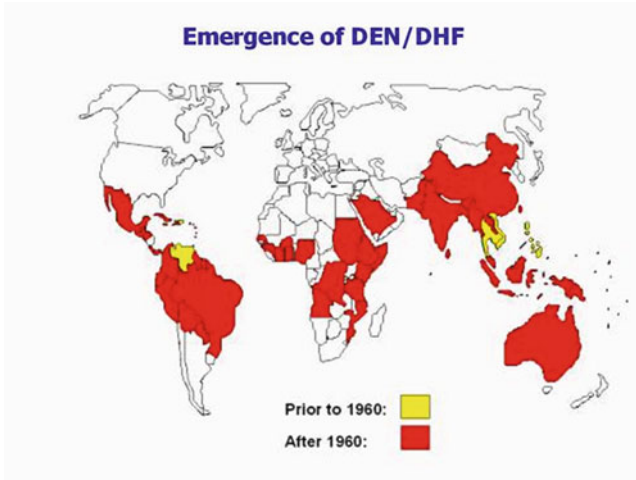 Emergence of DEN/DHF
Prior to 1960:
After 1960: